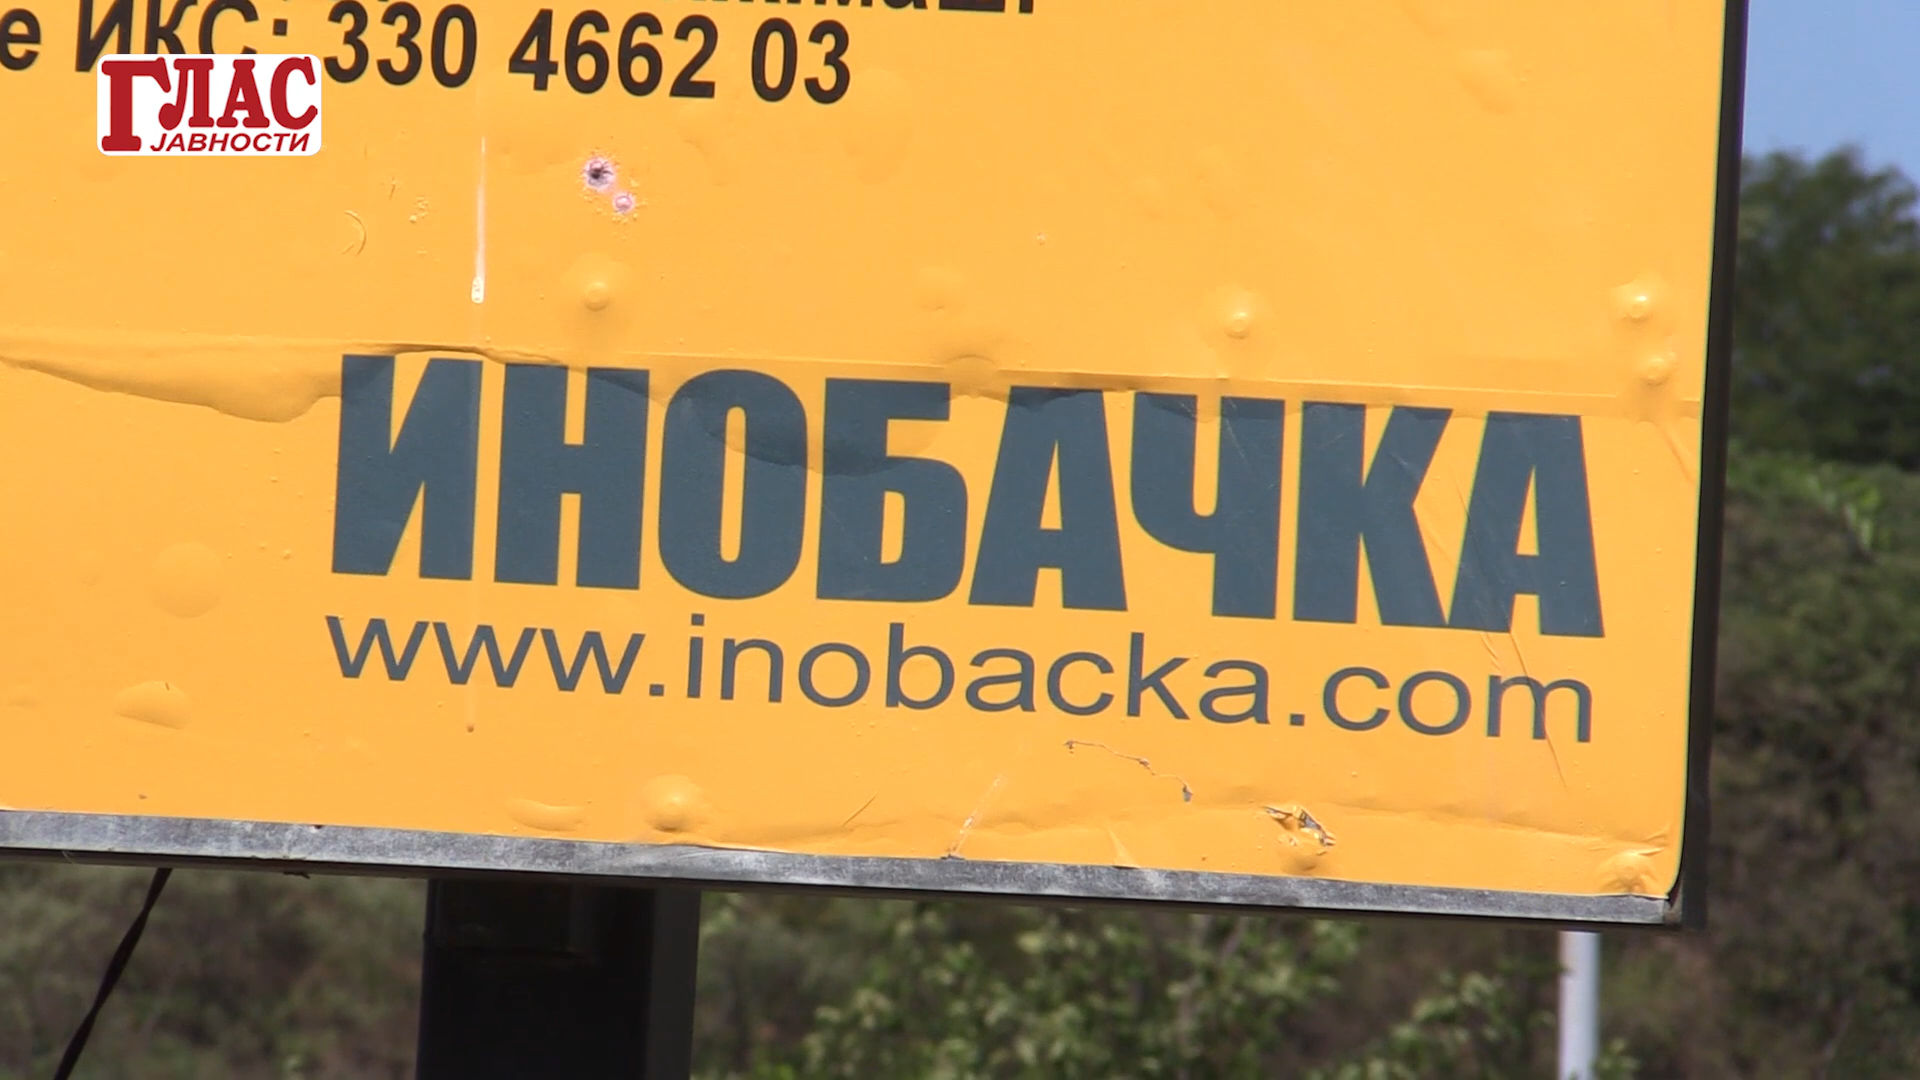 е ИКС: 330 4662 03
ГЛАС
ЈАВНОСТИ
ИНОБАЧКА
www.inobacka.com